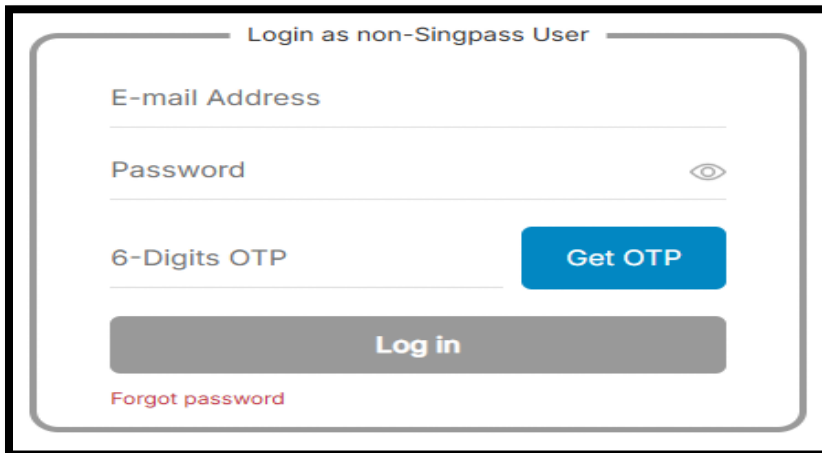 Login as non-Singpass User
E-mail Address
Password
6-Digits OTP
Get OTP
Log in
Forgot password